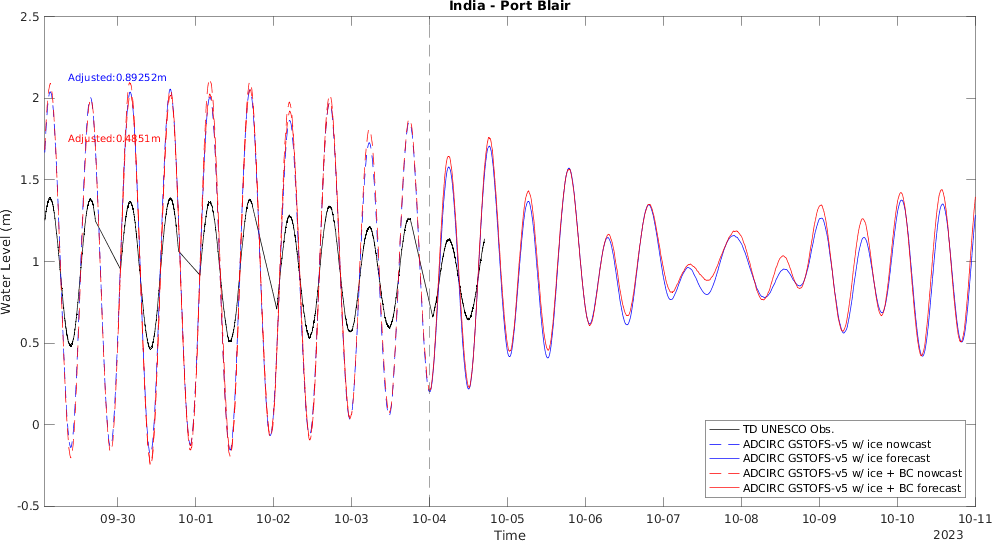 India - Port Blair
2.5
2
1.5
1
0.5
0
-0.5
Water Level (m)
Adjusted:0.89252m
Adjusted:0.4851m
TD UNESCO Obs.
ADCIRC GSTOFS-v5 w/ ice nowcast
ADCIRC GSTOFS-v5 w/ ice forecast
ADCIRC GSTOFS-v5 w/ ice + BC nowcast
ADCIRC GSTOFS-v5 w/ ice + BC forecast
09-30 10-01 10-02 10-03 10-04 10-05 10-06 10-07 10-08 10-09 10-10 10-11
Time
2023